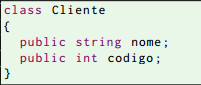 class Cliente
{
  public string nome;
  public int codigo;
}